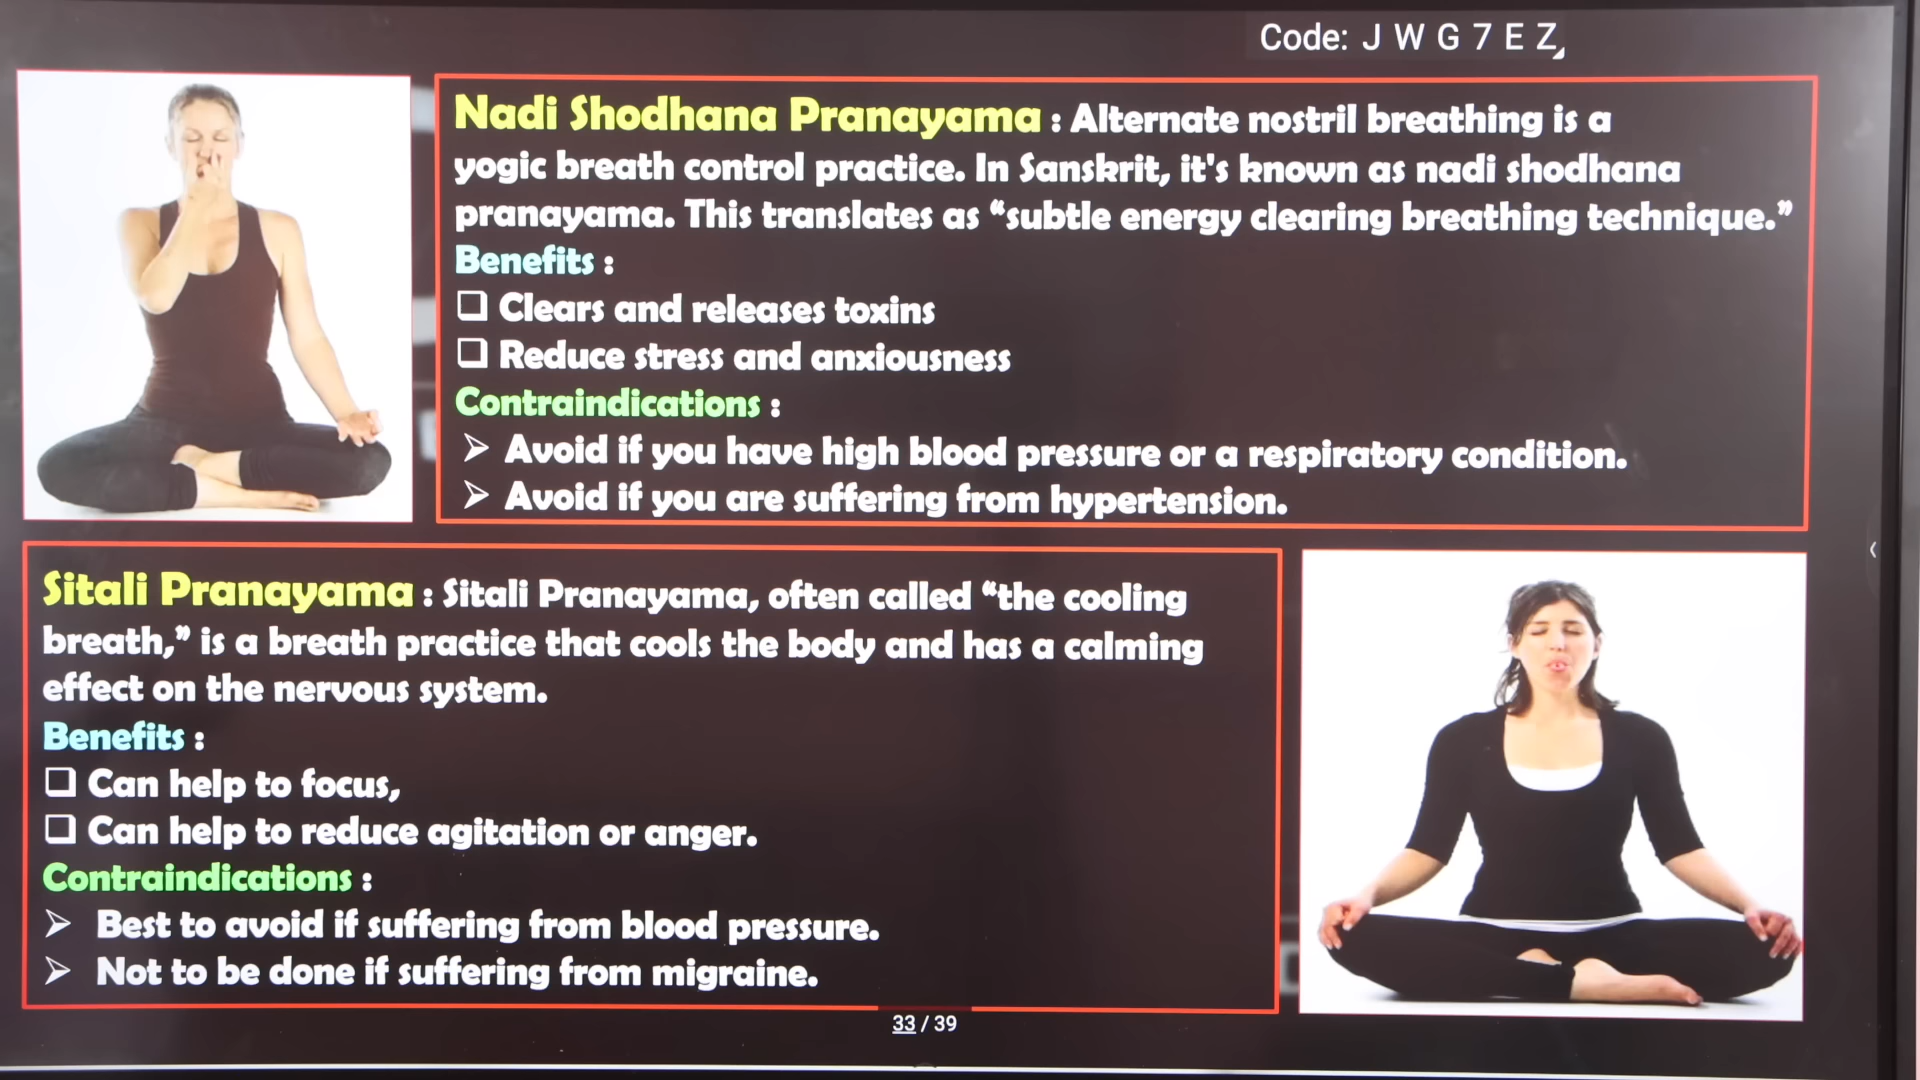 Code: J W G 7 E Z
Nadi Shodhana Pranayama : Alternate nostril breathing is a
yogic breath control practice. In Sanskrit, it's known as nadi shodhana
pranayama. This translates as “subtle energy clearing breathing technique.”
Benefits :
❑ Clears and releases toxins
❑ Reduce stress and anxiousness
Contraindications :
➢ Avoid if you have high blood pressure or a respiratory condition.
➢ Avoid if you are suffering from hypertension.
Sitali Pranayama : Sitali Pranayama, often called “the cooling
breath,” is a breath practice that cools the body and has a calming
effect on the nervous system.
Benefits :
❑ Can help to focus,
❑ Can help to reduce agitation or anger.
Contraindications :
➢ Best to avoid if suffering from blood pressure.
➢ Not to be done if suffering from migraine.
33 / 39